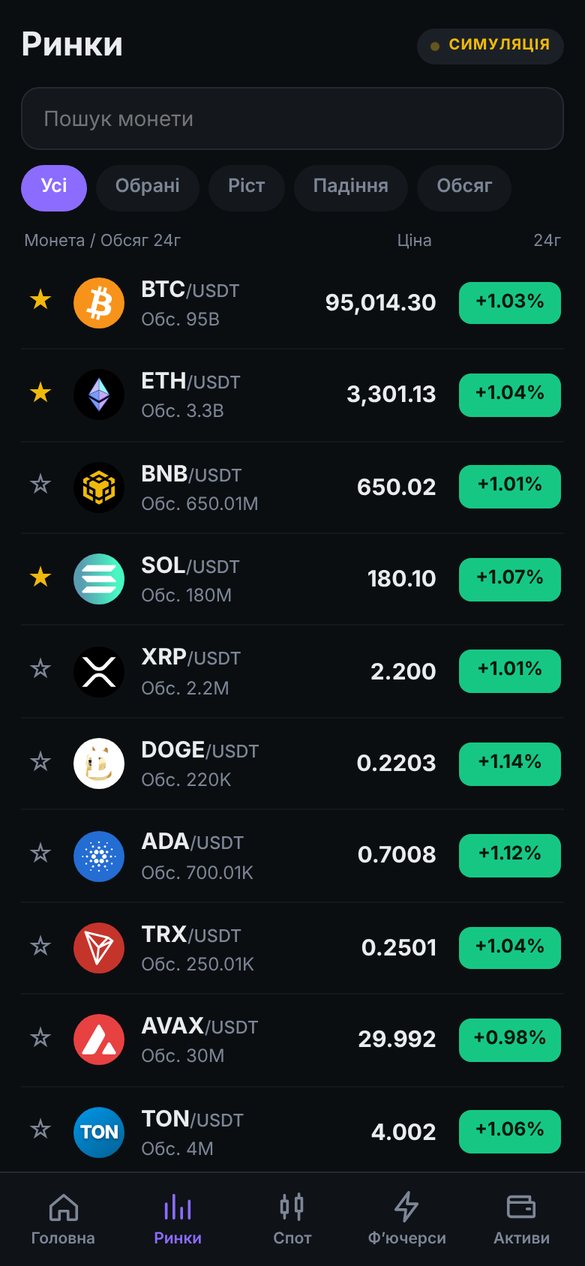 Ринки
СИМУЛЯЦІЯ
Пошук монети
Усі Обрані Ріст Падіння Обсяг
Монета / Обсяг 24г Ціна 24г
BTC/USDT 95,014.30 +1.03%
Обс. 95B
ETH/USDT 3,301.13 +1.04%
Обс. 3.3B
BNB/USDT 650.02 +1.01%
Обс. 650.01M
SOL/USDT 180.10 +1.07%
Обс. 180M
XRP/USDT 2.200 +1.01%
Обс. 2.2M
DOGE/USDT 0.2203 +1.14%
Обс. 220K
ADA/USDT 0.7008 +1.12%
Обс. 700.01K
TRX/USDT 0.2501 +1.04%
Обс. 250.01K
AVAX/USDT 29.992 +0.98%
Обс. 30M
TON TON/USDT 4.002 +1.06%
Обс. 4M
Головна Ринки Спот Ф'ючерси Активи